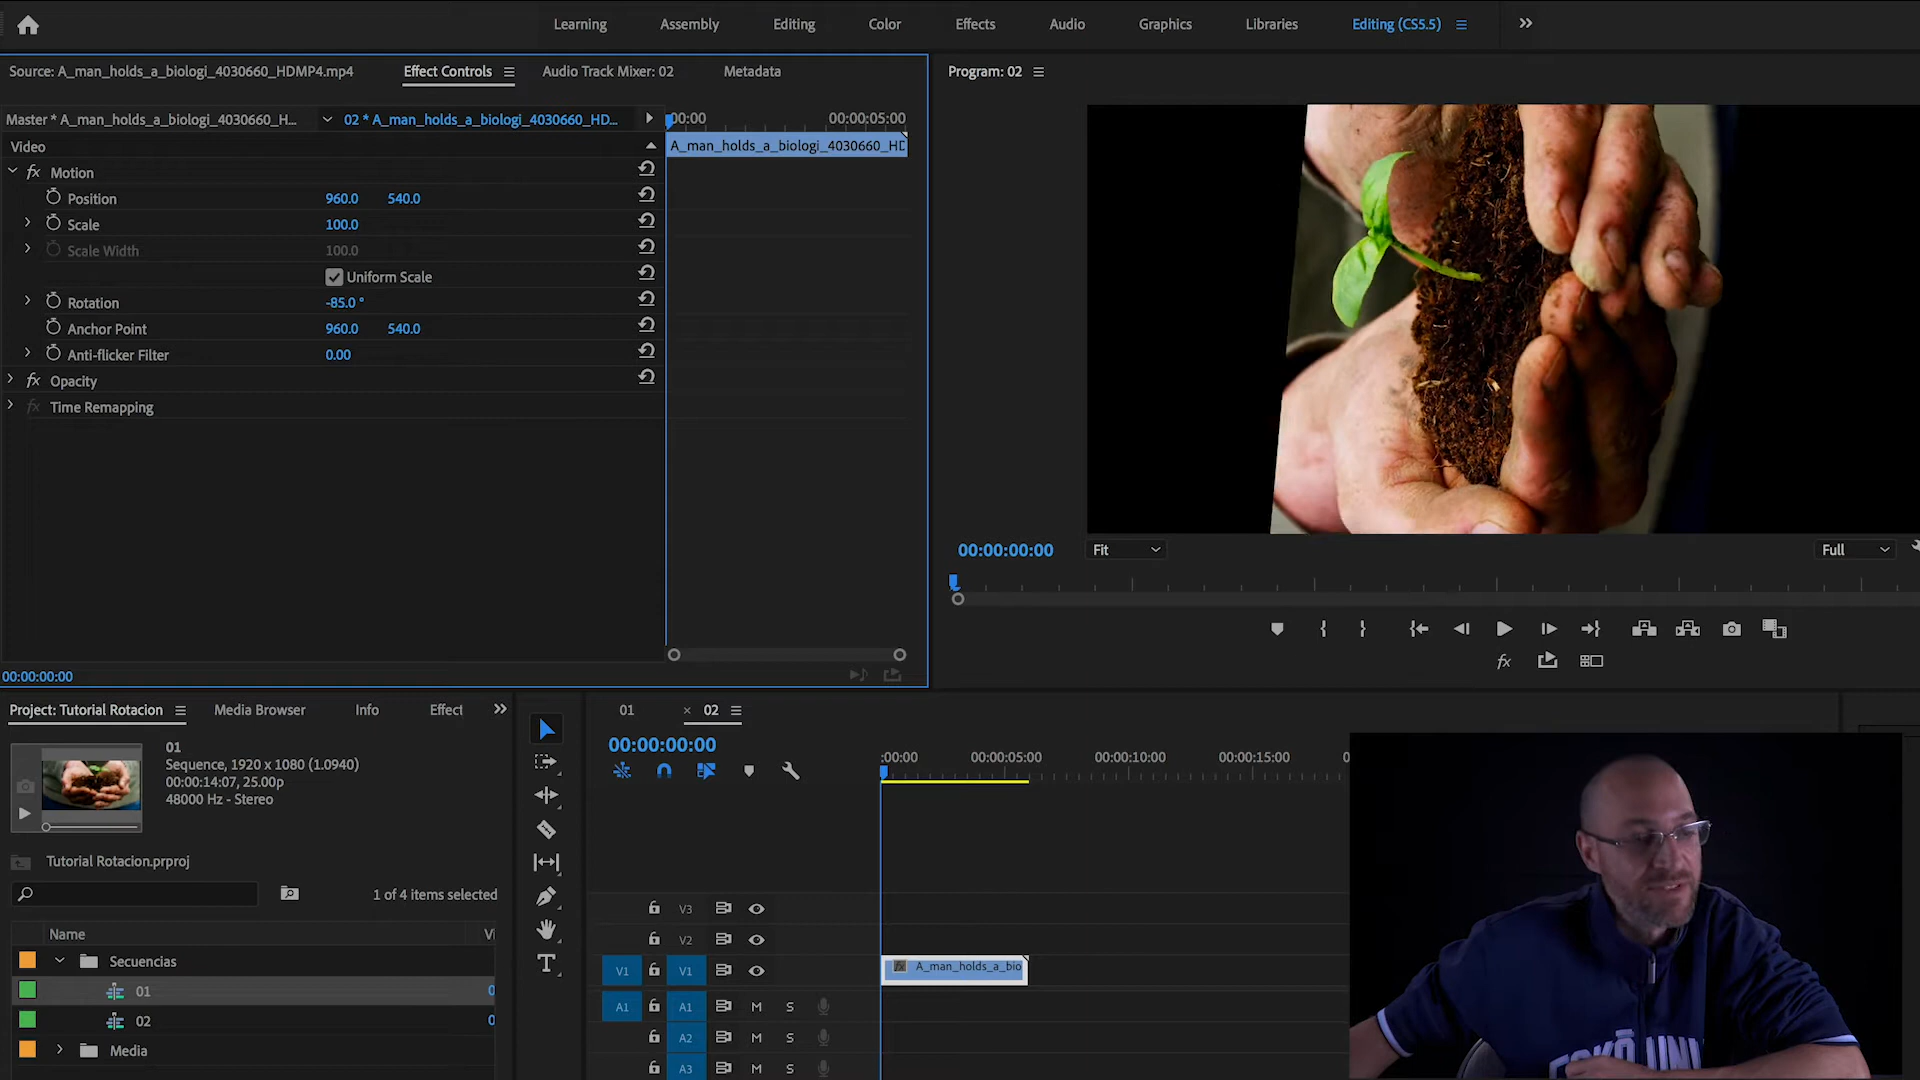 Learning
Assembly
Editing
Color
Effects
Audio
Graphics
Libraries
Editing (CS5.5)
Source: A_man_holds_a_biologi_4030660_HDMP4.mp4
Effect Controls
Audio Track Mixer: 02
Metadata
Program: 02
Master * A_man_holds_a_biologi_4030660_H...
02 * A_man_holds_a_biologi_4030660_HD...
00:00
00:00:05:00
Video
A_man_holds_a_biologi_4030660_HD
fx Motion
Position 960.0 540.0
Scale 100.0
Scale Width 100.0
Uniform Scale
Rotation -85.0 °
Anchor Point 960.0 540.0
Anti-flicker Filter 0.00
fx Opacity
fx Time Remapping
00:00:00:00
00:00:00:00
Fit
Full
fx
Project: Tutorial Rotacion
Media Browser
Info
Effect
01
Sequence, 1920 x 1080 (1.0940)
00:00:14:07, 25.00p
48000 Hz - Stereo
Tutorial Rotacion.prproj
1 of 4 items selected
Name
Secuencias
01
02
Media
01
× 02
00:00:00:00
:00:00
00:00:05:00
00:00:10:00
00:00:15:00
V3
V2
V1 V1
fx A_man_holds_a_bio
A1 A1 M S
A2 M S
A3 M S